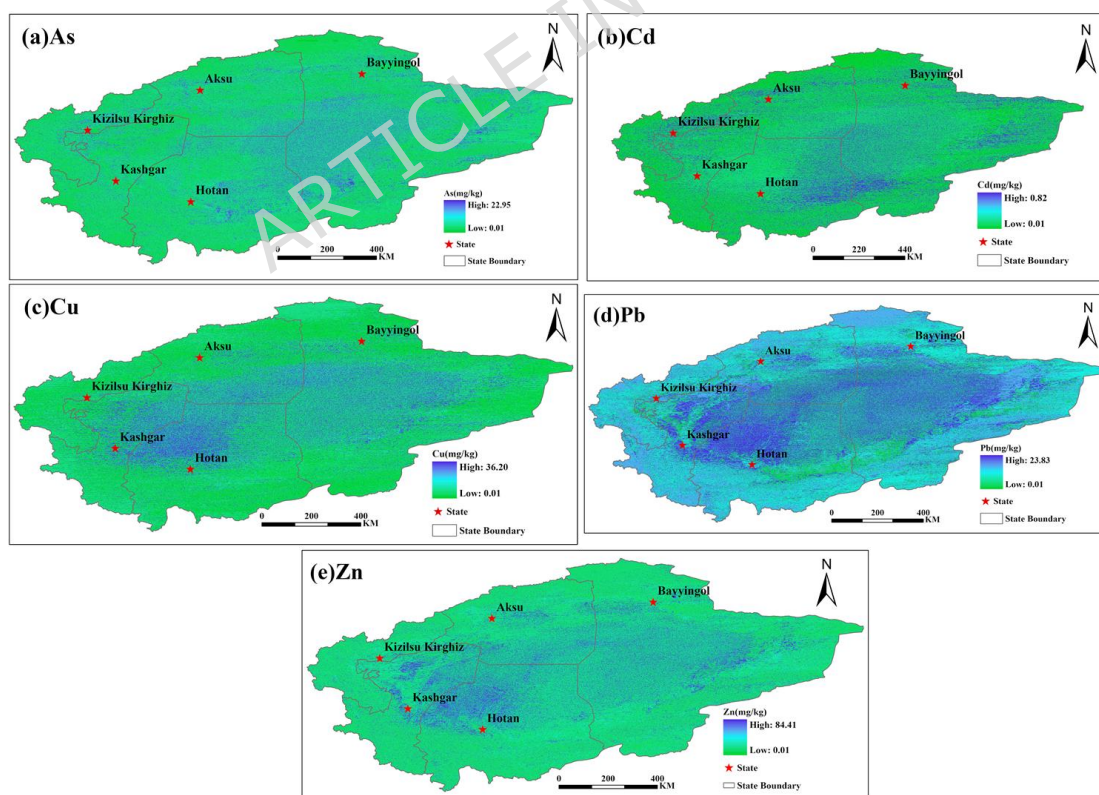 ARTICLE IN
(a)As
N
Bayyingol
Aksu
Kizilsu Kirghiz
Kashgar
Hotan
As(mg/kg)
High: 22.95
Low: 0.01
State
State Boundary
0 200 400
KM
(b)Cd
N
Bayyingol
Aksu
Kizilsu Kirghiz
Kashgar
Hotan
Cd(mg/kg)
High: 0.82
Low: 0.01
State
State Boundary
0 220 440
KM
(c)Cu
N
Bayyingol
Aksu
Kizilsu Kirghiz
Kashgar
Hotan
Cu(mg/kg)
High: 36.20
Low: 0.01
State
State Boundary
0 200 400
KM
(d)Pb
N
Bayyingol
Aksu
Kizilsu Kirghiz
Kashgar
Hotan
Pb(mg/kg)
High: 23.83
Low: 0.01
State
State Boundary
0 200 400
KM
(e)Zn
N
Bayyingol
Aksu
Kizilsu Kirghiz
Kashgar
Hotan
Zn(mg/kg)
High: 84.41
Low: 0.01
State
State Boundary
0 200 400
KM